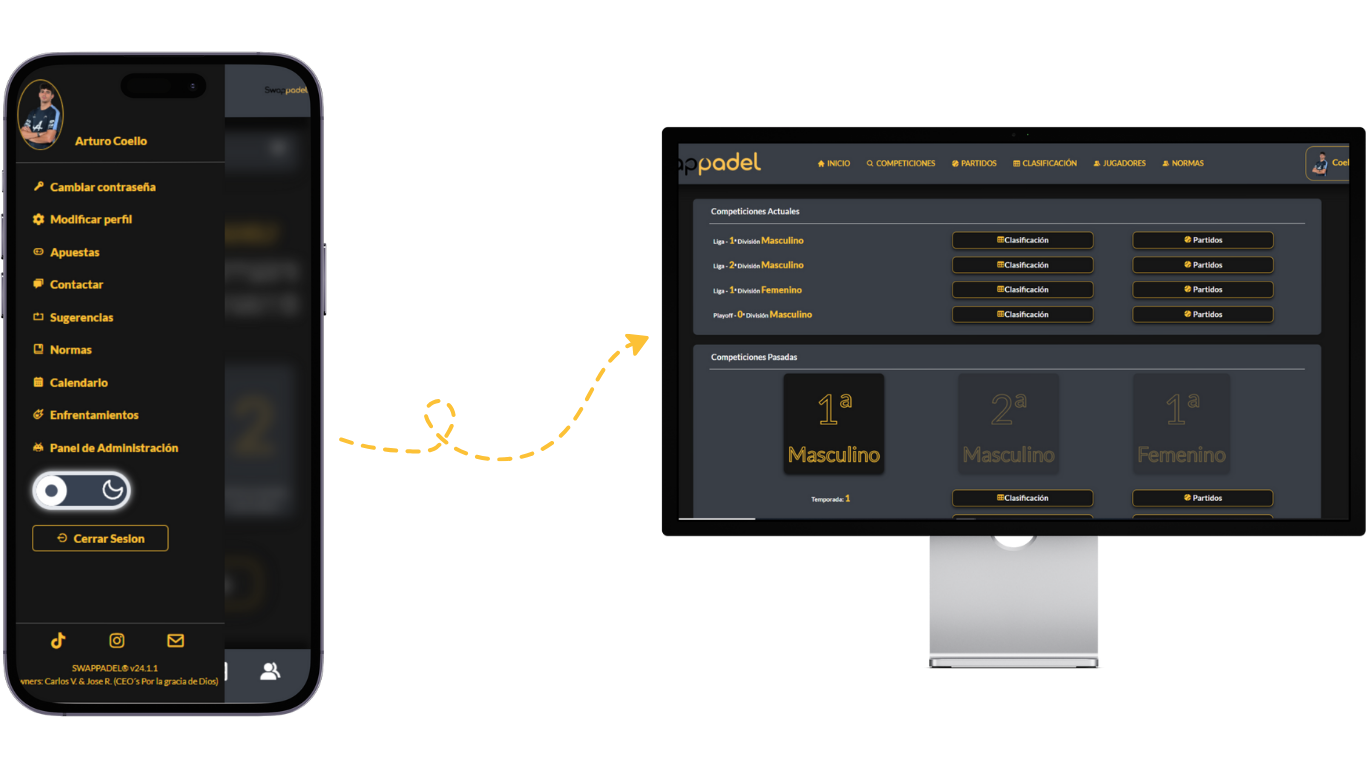 Swappadel
Arturo Coello
Cambiar contraseña
Modificar perfil
Apuestas
Contactar
Sugerencias
Normas
Calendario
Enfrentamientos
Panel de Administración
Cerrar Sesion
SWAPPADEL® v24.1.1
wners: Carlos V. & Jose R. (CEO's Por la gracia de Dios)
2
appadel
INICIO
COMPETICIONES
PARTIDOS
CLASIFICACIÓN
JUGADORES
NORMAS
Coel
Competiciones Actuales
Liga - 1ª División Masculino Clasificación Partidos
Liga - 2ª División Masculino Clasificación Partidos
Liga - 1ª División Femenino Clasificación Partidos
Playoff - 0ª División Masculino Clasificación Partidos
Competiciones Pasadas
1ª Masculino
2ª Masculino
1ª Femenino
Temporada: 1 Clasificación Partidos